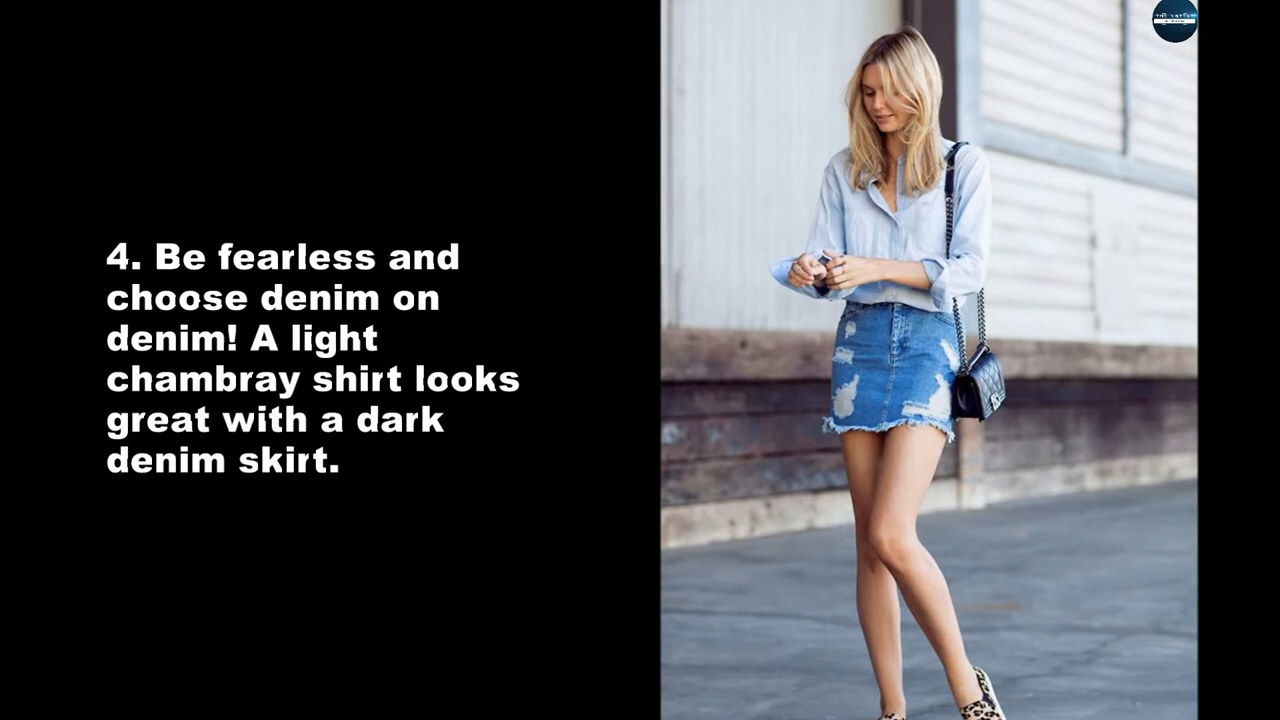 4. Be fearless and
choose denim on
denim! A light
chambray shirt looks
great with a dark
denim skirt.